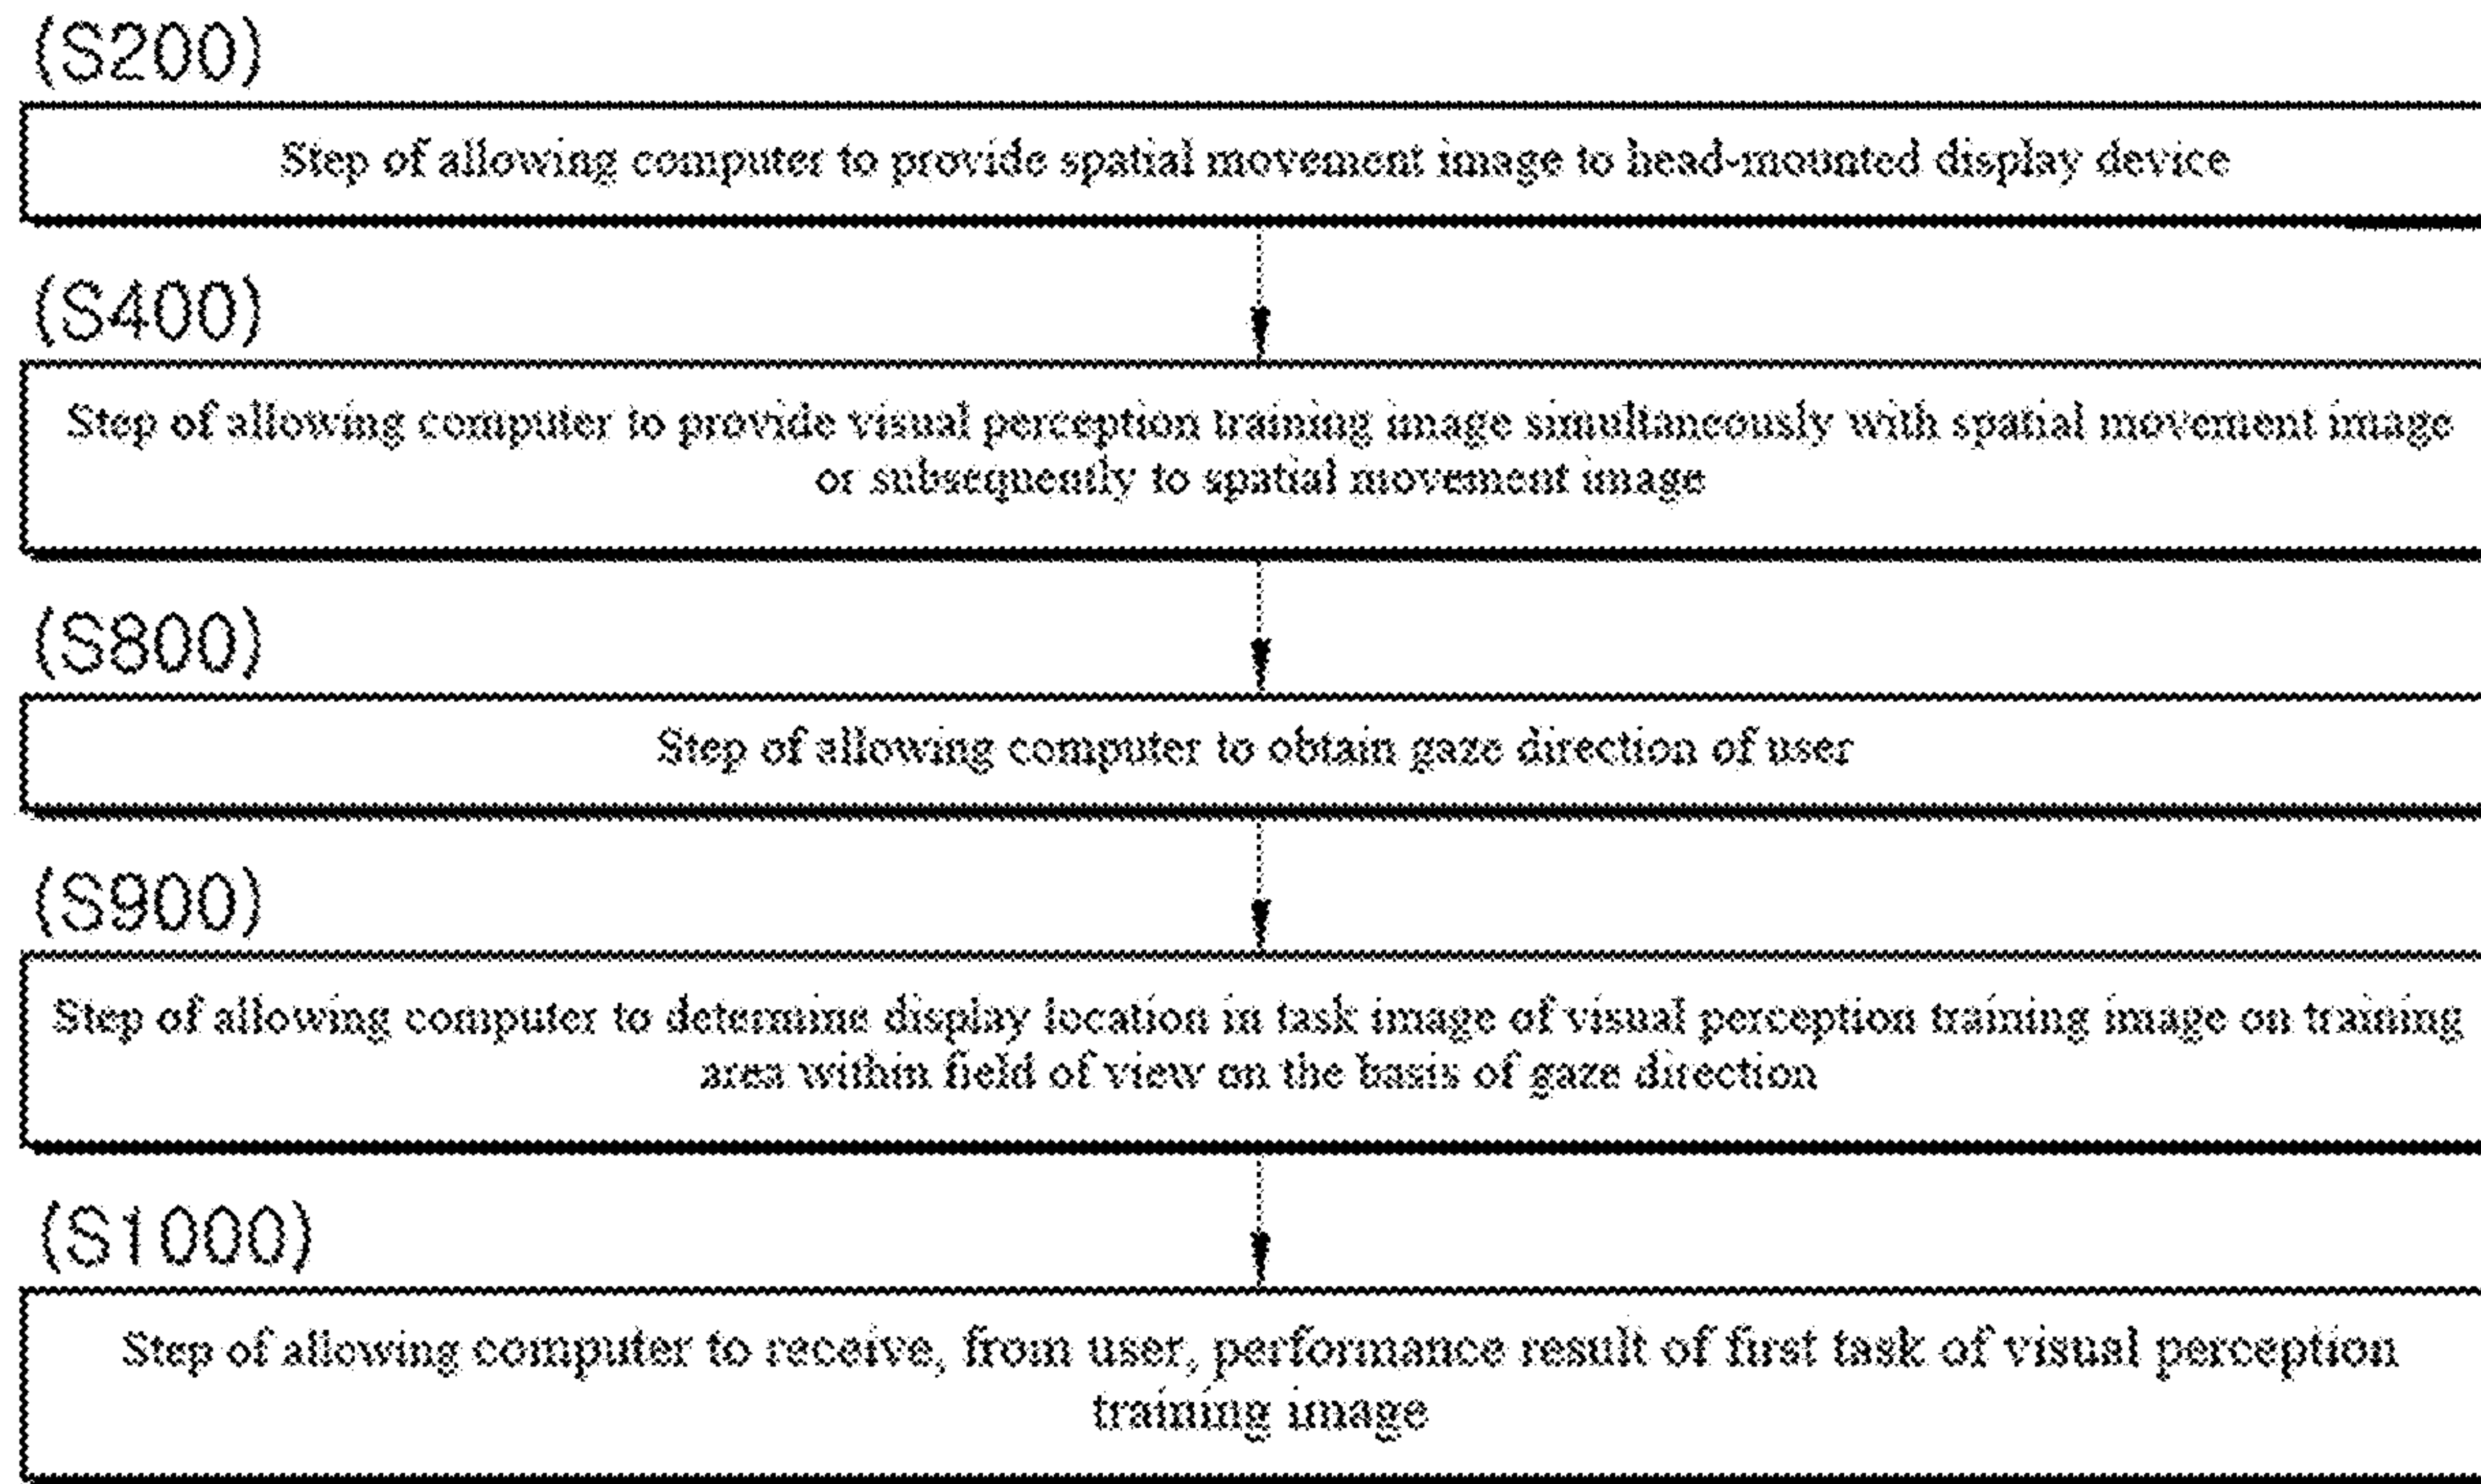 (S200)
Step of allowing computer to provide spatial movement image to head-mounted display device
(S400)
Step of allowing computer to provide visual perception training image simultaneously with spatial movement image
or subsequently to spatial movement image
(S800)
Step of allowing computer to obtain gaze direction of user
(S900)
Step of allowing computer to determine display location in task image of visual perception training image on training
area within field of view on the basis of gaze direction
(S1000)
Step of allowing computer to receive, from user, performance result of first task of visual perception
training image